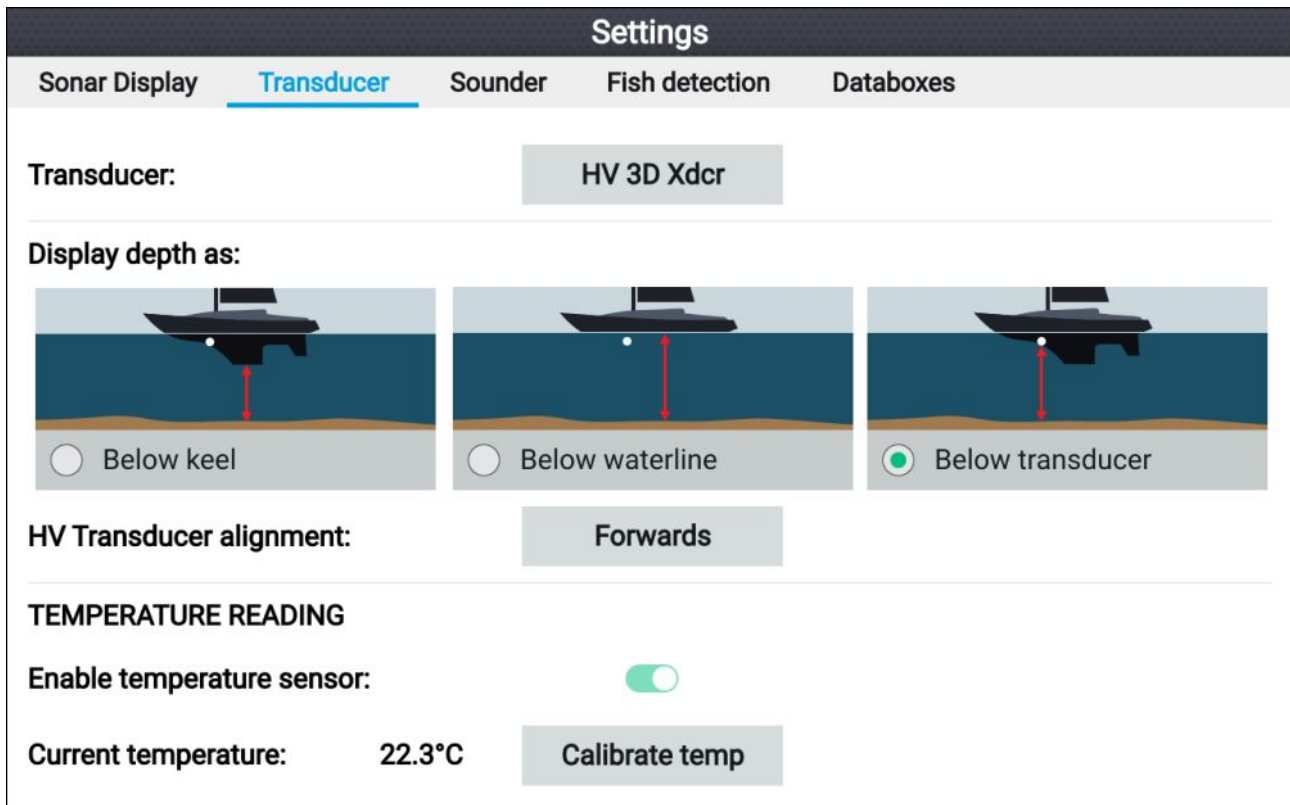 Settings
Sonar Display Transducer Sounder Fish detection Databoxes
Transducer: HV 3D Xdcr
Display depth as:
Below keel Below waterline Below transducer
HV Transducer alignment: Forwards
TEMPERATURE READING
Enable temperature sensor:
Current temperature: 22.3°C Calibrate temp